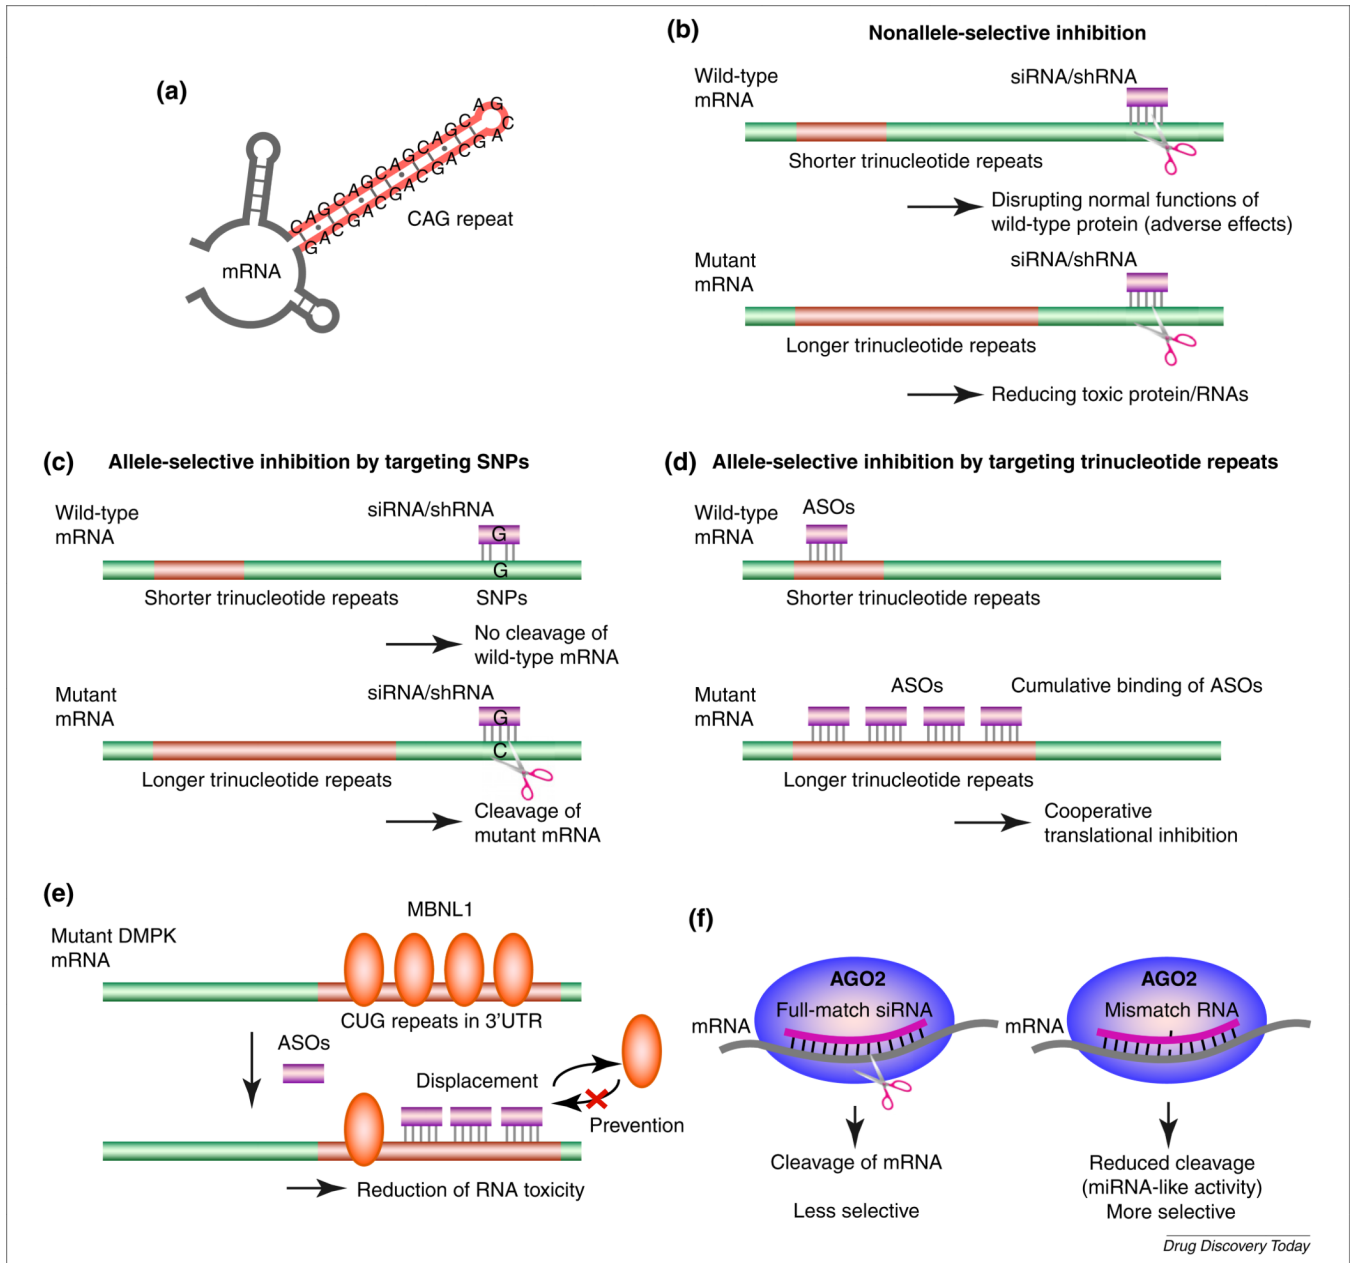 (a)
CAGCAGCAGCAGCAG
CAGCAGCAGCAG
CAG repeat
mRNA
(b)
Nonallele-selective inhibition
Wild-type
mRNA
siRNA/shRNA
Shorter trinucleotide repeats
Disrupting normal functions of
wild-type protein (adverse effects)
Mutant
mRNA
siRNA/shRNA
Longer trinucleotide repeats
Reducing toxic protein/RNAs
(c) Allele-selective inhibition by targeting SNPs
Wild-type
mRNA
siRNA/shRNA
G
G
Shorter trinucleotide repeats
SNPs
No cleavage of
wild-type mRNA
Mutant
mRNA
siRNA/shRNA
G
C
Longer trinucleotide repeats
Cleavage of
mutant mRNA
(d) Allele-selective inhibition by targeting trinucleotide repeats
Wild-type
mRNA
ASOs
Shorter trinucleotide repeats
Mutant
mRNA
ASOs
Cumulative binding of ASOs
Longer trinucleotide repeats
Cooperative
translational inhibition
(e)
Mutant DMPK
mRNA
MBNL1
CUG repeats in 3'UTR
ASOs
Displacement
Prevention
Reduction of RNA toxicity
(f)
AGO2
Full-match siRNA
mRNA
Cleavage of mRNA
Less selective
AGO2
Mismatch RNA
mRNA
Reduced cleavage
(miRNA-like activity)
More selective
Drug Discovery Today